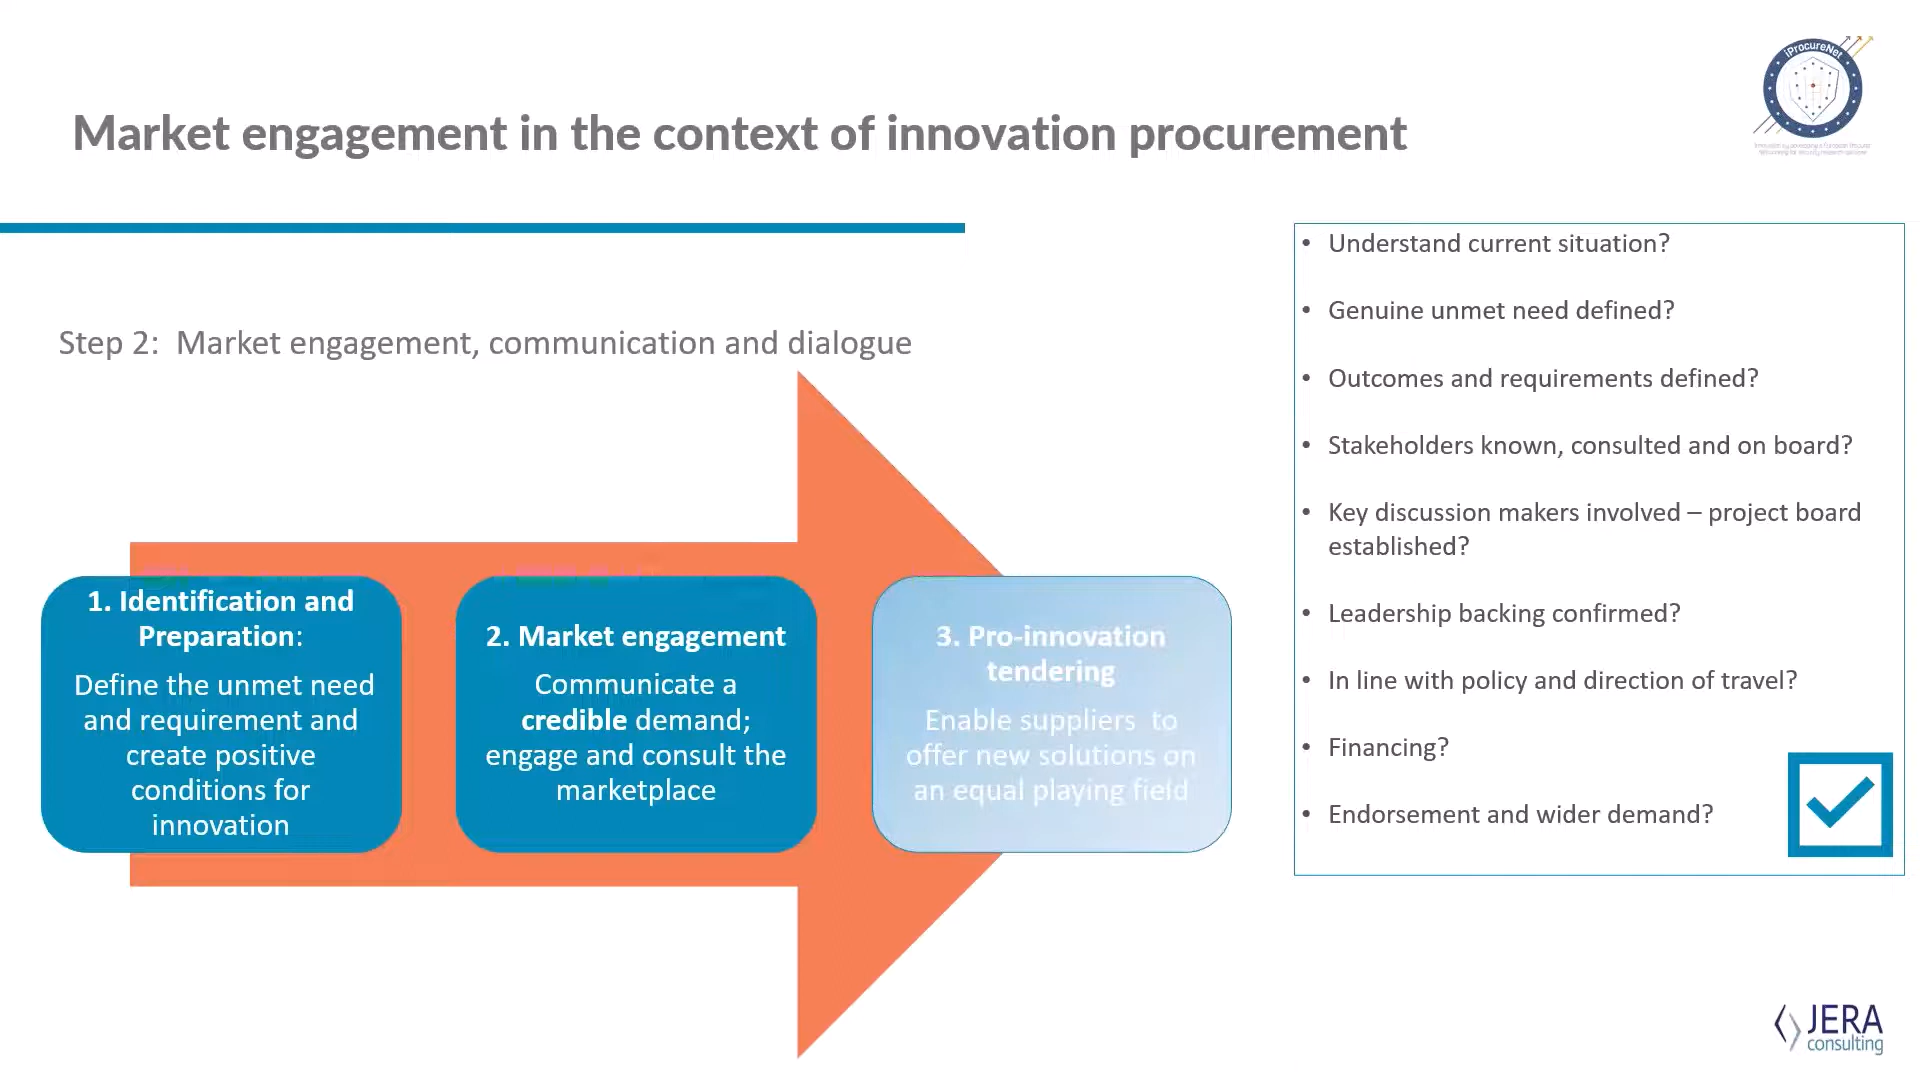 iProcureNet
Market engagement in the context of innovation procurement
Step 2: Market engagement, communication and dialogue
1. Identification and
Preparation:
Define the unmet need
and requirement and
create positive
conditions for
innovation
2. Market engagement
Communicate a
credible demand;
engage and consult the
marketplace
3. Pro-innovation
tendering
Enable suppliers to
offer new solutions on
an equal playing field
• Understand current situation?
• Genuine unmet need defined?
• Outcomes and requirements defined?
• Stakeholders known, consulted and on board?
• Key discussion makers involved – project board
established?
• Leadership backing confirmed?
• In line with policy and direction of travel?
• Financing?
• Endorsement and wider demand?
JERA
consulting